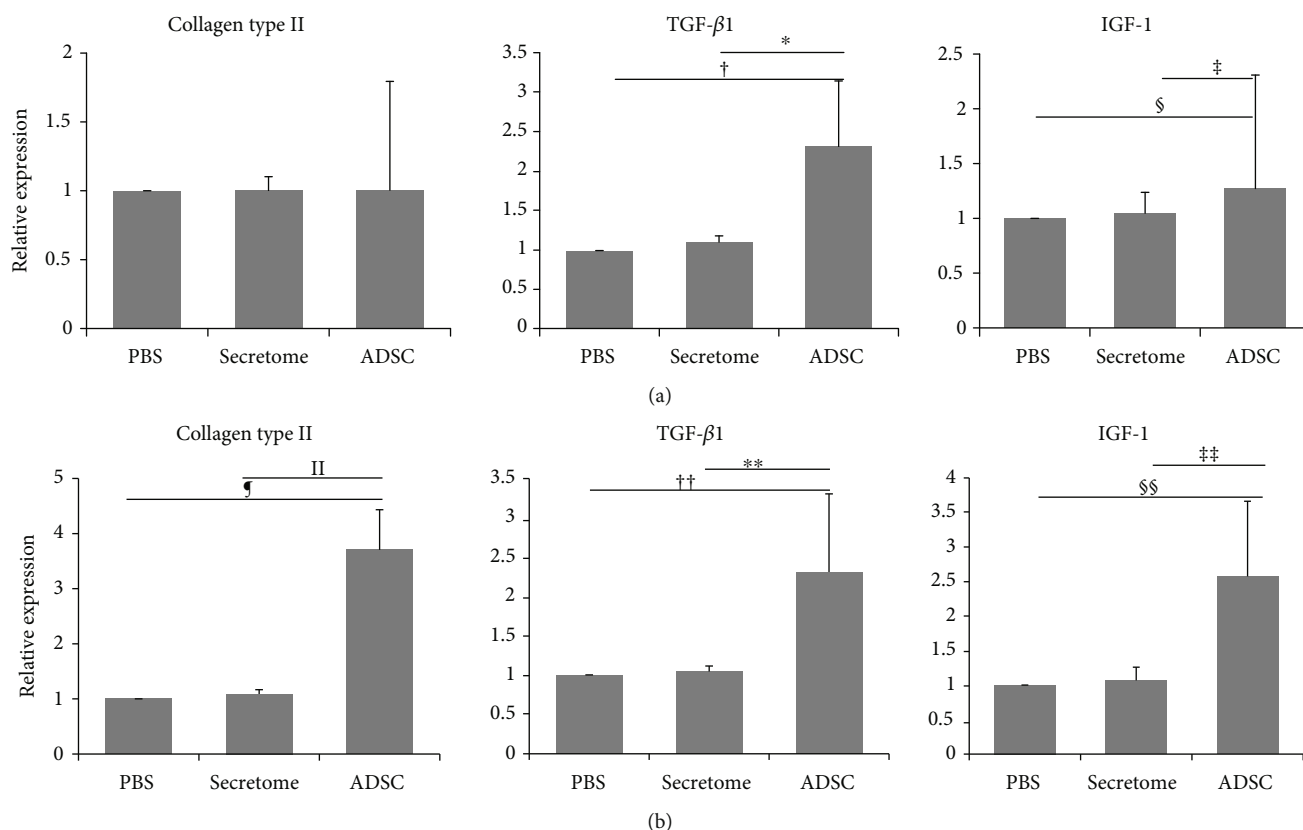 Collagen type II
TGF-β1
IGF-1
Relative expression
2
1.5
1
0.5
0
PBS
Secretome
ADSC
3.5
3
2.5
2
1.5
1
0.5
0
*
†
PBS
Secretome
ADSC
2.5
2
1.5
1
0.5
0
‡
§
PBS
Secretome
ADSC
(a)
Collagen type II
TGF-β1
IGF-1
Relative expression
5
4
3
2
1
0
II
¶
PBS
Secretome
ADSC
3.5
3
2.5
2
1.5
1
0.5
0
**
††
PBS
Secretome
ADSC
4
3.5
3
2.5
2
1.5
1
0.5
0
‡‡
§§
PBS
Secretome
ADSC
(b)